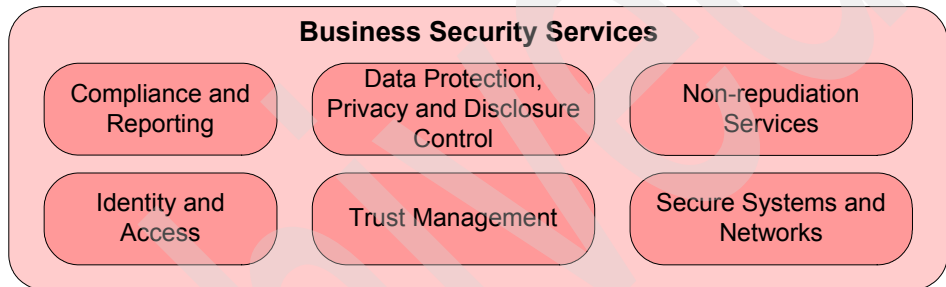 Business Security Services
Compliance and
Reporting
Data Protection,
Privacy and Disclosure
Control
Non-repudiation
Services
Identity and
Access
Trust Management
Secure Systems and
Networks